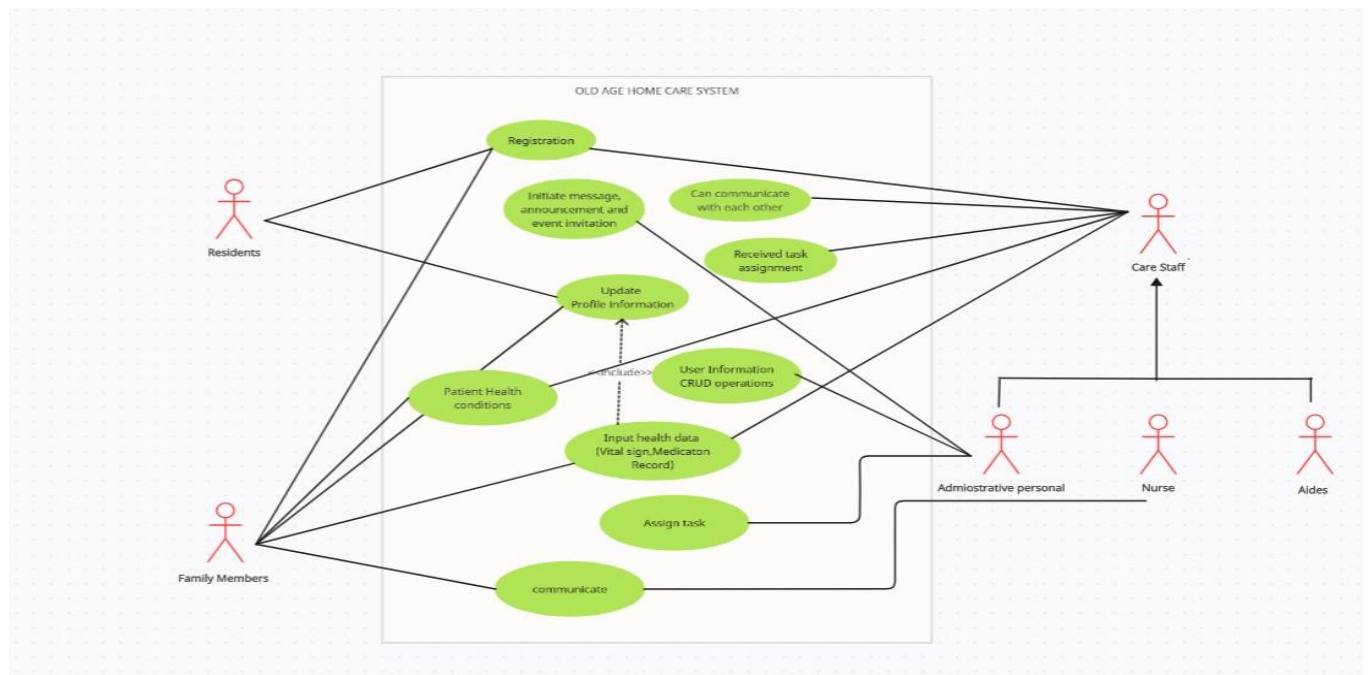 OLD AGE HOME CARE SYSTEM
Registration
Initiate message,
announcement and
event invitation
Can communicate
with each other
Received task
assignment
Residents
Care Staff
Update
Profile Information
<<include>>
User Information
CRUD operations
Patient Health
conditions
Input health data
(Vital sign,Medicaton
Record)
Admiostrative personal
Nurse
Aides
Assign task
Family Members
communicate